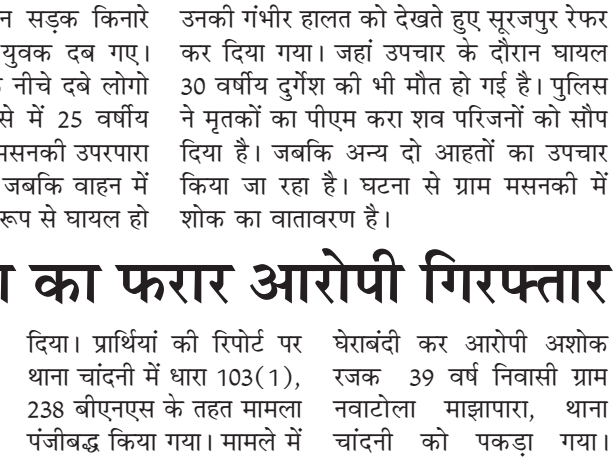 सड़क किनारे
युवक दब गए।
नीचे दबे लोगो
में 25 वर्षीय
मसनकी उपरपारा
जबकि वाहन में
रूप से घायल हो
उनकी गंभीर हालत को देखते हुए सूरजपुर रेफर
कर दिया गया। जहां उपचार के दौरान घायल
30 वर्षीय दुर्गेश की भी मौत हो गई है। पुलिस
ने मृतकों का पीएम करा शव परिजनों को सौप
दिया है। जबकि अन्य दो आहतों का उपचार
किया जा रहा है। घटना से ग्राम मसनकी में
शोक का वातावरण है।
का फरार आरोपी गिरफ्तार
दिया। प्रार्थियां की रिपोर्ट पर
थाना चांदनी में धारा 103(1),
238 बीएनएस के तहत मामला
पंजीबद्ध किया गया। मामले में
घेराबंदी कर आरोपी अशोक
रजक 39 वर्ष निवासी ग्राम
नवाटोला माझापारा, थाना
चांदनी को पकड़ा गया।